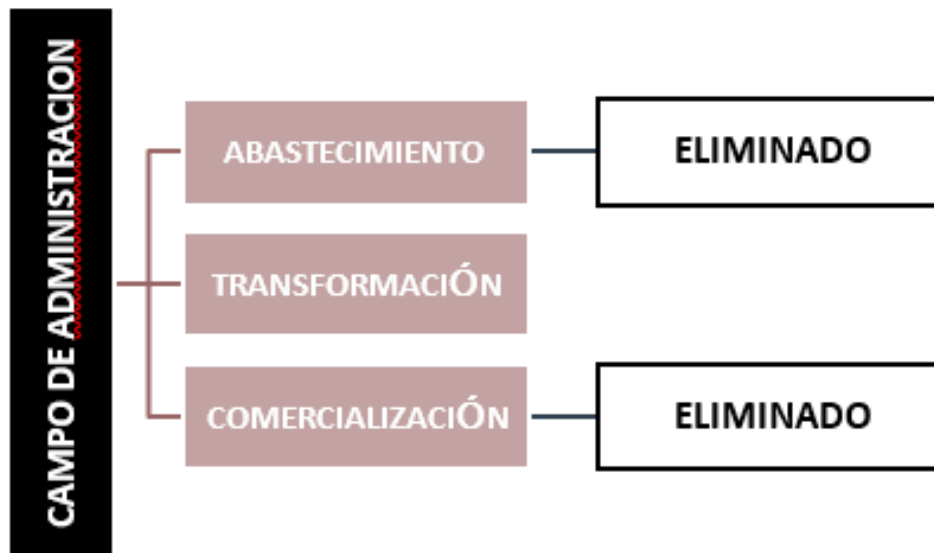 CAMPO DE ADMINISTRACION
ABASTECIMIENTO
ELIMINADO
TRANSFORMACIÓN
COMERCIALIZACIÓN
ELIMINADO